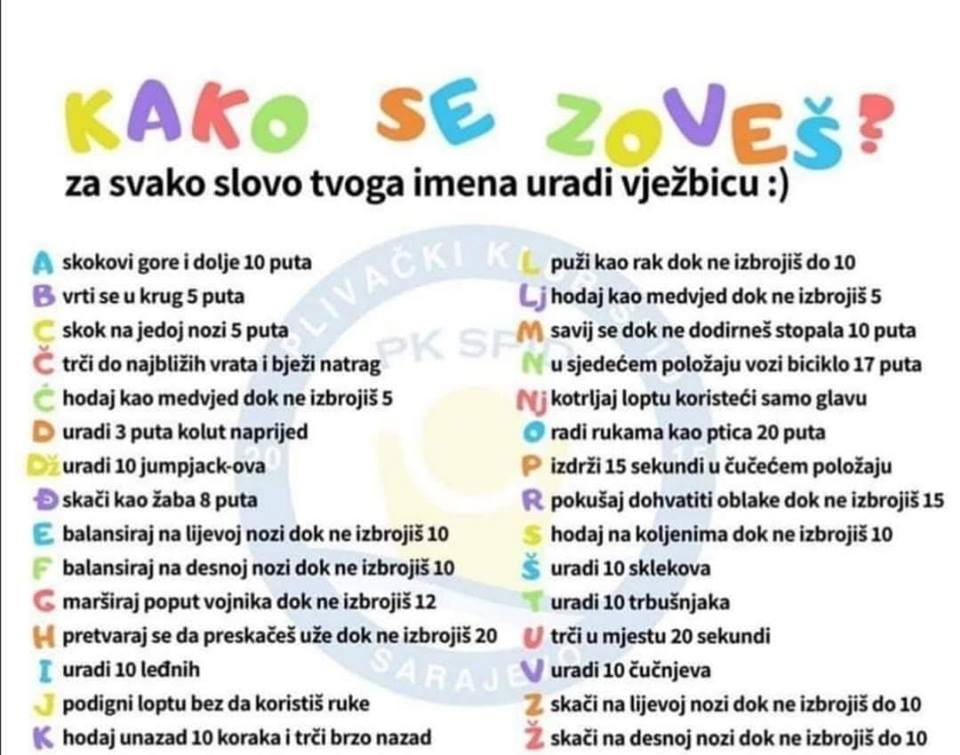 KAKO SE ZOVEŠ?
za svako slovo tvoga imena uradi vježbicu :)
A skokovi gore i dolje 10 puta
B vrti se u krug 5 puta
C skok na jedoj nozi 5 puta
Č trči do najbližih vrata i bježi natrag
Ć hodaj kao medvjed dok ne izbrojiš 5
D uradi 3 puta kolut naprijed
Dž uradi 10 jumpjack-ova
Đ skači kao žaba 8 puta
E balansiraj na lijevoj nozi dok ne izbrojiš 10
F balansiraj na desnoj nozi dok ne izbrojiš 10
G marširaj poput vojnika dok ne izbrojiš 12
H pretvaraj se da preskačeš uže dok ne izbrojiš 20
I uradi 10 leđnih
J podigni loptu bez da koristiš ruke
K hodaj unazad 10 koraka i trči brzo nazad
L puži kao rak dok ne izbrojiš do 10
Lj hodaj kao medvjed dok ne izbrojiš 5
M savij se dok ne dodirneš stopala 10 puta
N u sjedećem položaju vozi biciklo 17 puta
Nj kotrljaj loptu koristeći samo glavu
O radi rukama kao ptica 20 puta
P izdrži 15 sekundi u čučećem položaju
R pokušaj dohvatiti oblake dok ne izbrojiš 15
S hodaj na koljenima dok ne izbrojiš 10
Š uradi 10 sklekova
T uradi 10 trbušnjaka
U trči u mjestu 20 sekundi
V uradi 10 čučnjeva
Z skači na lijevoj nozi dok ne izbrojiš do 10
Ž skači na desnoj nozi dok ne izbrojiš do 10
PLIVAČKI
PK
SARAJEVO